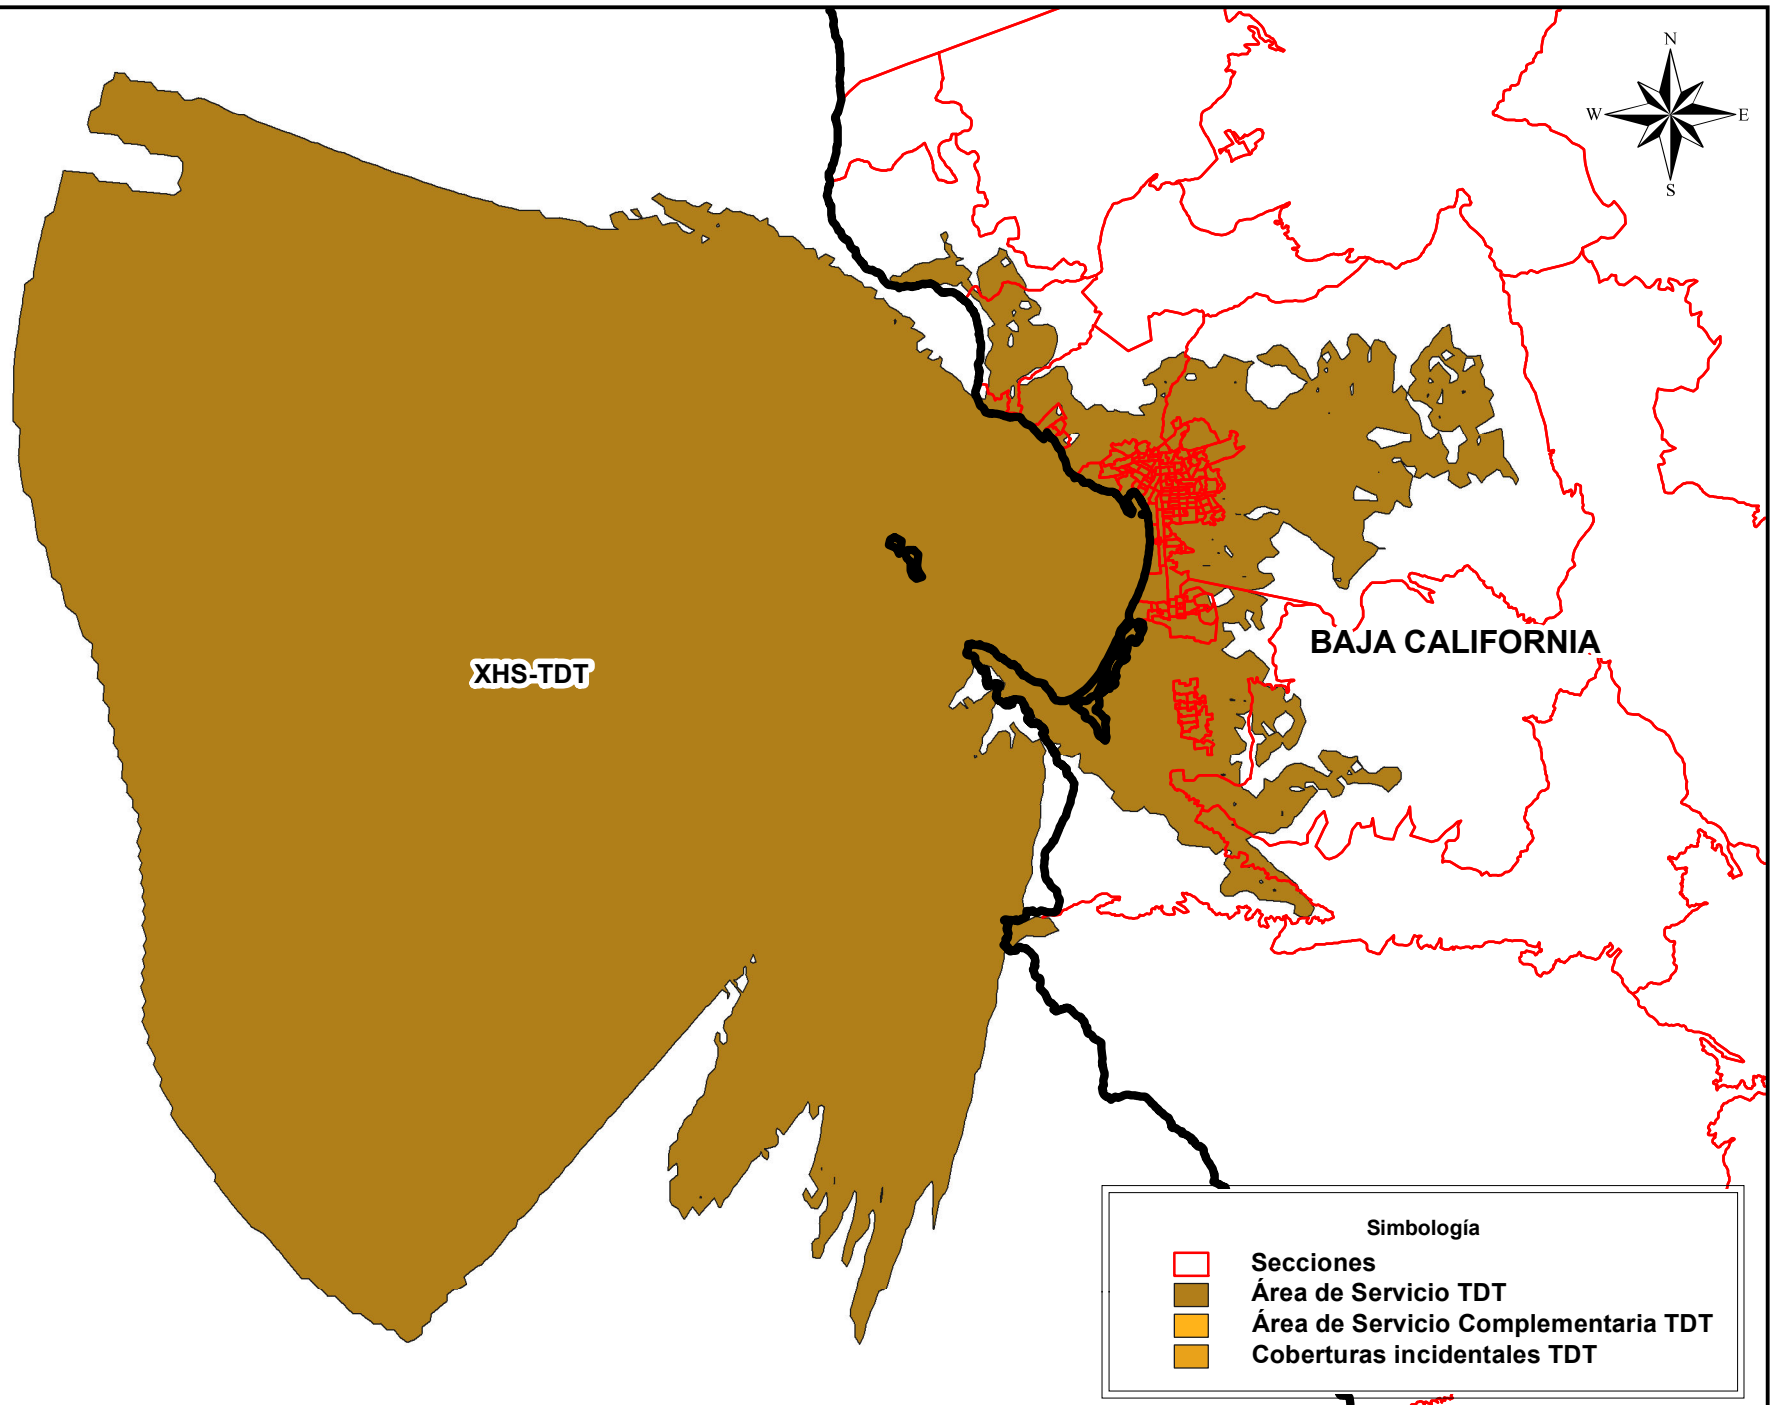 N
W E
S
BAJA CALIFORNIA
XHS-TDT
Simbología
Secciones
Área de Servicio TDT
Área de Servicio Complementaria TDT
Coberturas incidentales TDT